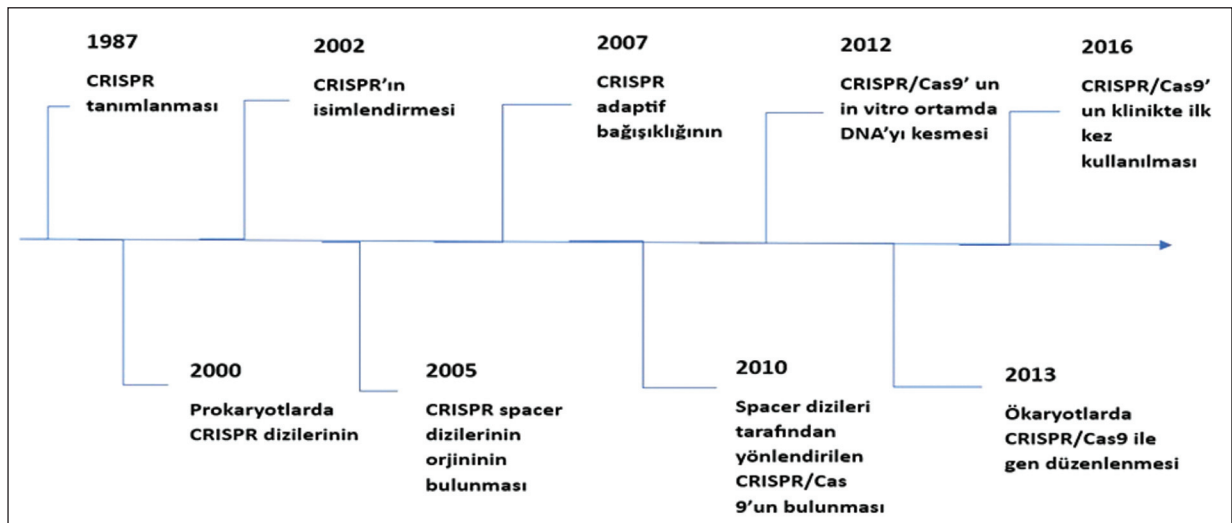 1987
CRISPR
tanımlanması
2000
Prokaryotlarda
CRISPR dizilerinin
2002
CRISPR’ın
isimlendirmesi
2005
CRISPR spacer
dizilerinin
orjininin
bulunması
2007
CRISPR
adaptif
bağışıklığının
2010
Spacer dizileri
tarafından
yönlendirilen
CRISPR/Cas
9’un bulunması
2012
CRISPR/Cas9’ un
in vitro ortamda
DNA’yı kesmesi
2013
Ökaryotlarda
CRISPR/Cas9 ile
gen düzenlenmesi
2016
CRISPR/Cas9’
un klinikte ilk
kez
kullanılması